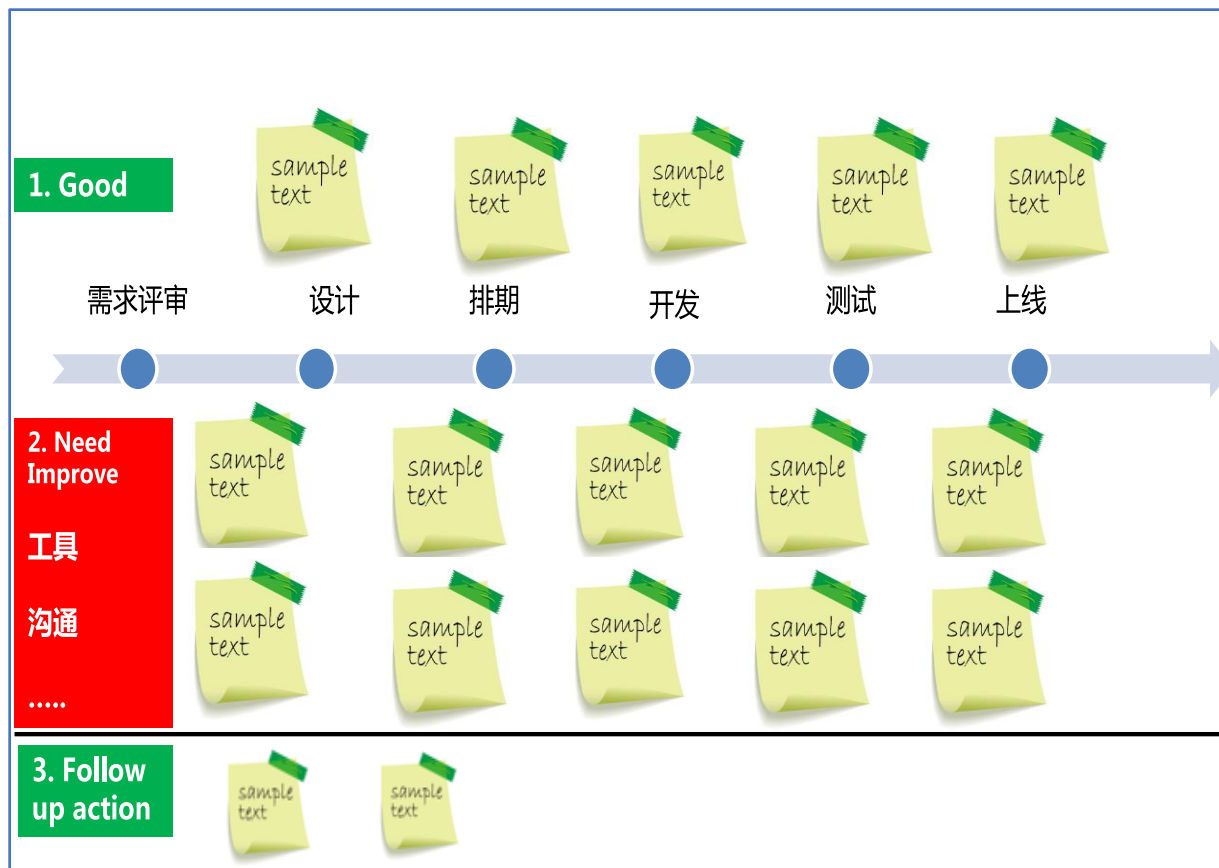 sample
text
sample
text
sample
text
sample
text
sample
text
1. Good
需求评审
设计
排期
开发
测试
上线
2. Need
Improve
工具
沟通
.....
sample
text
sample
text
sample
text
sample
text
sample
text
sample
text
sample
text
sample
text
sample
text
sample
text
3. Follow
up action
sample
text
sample
text